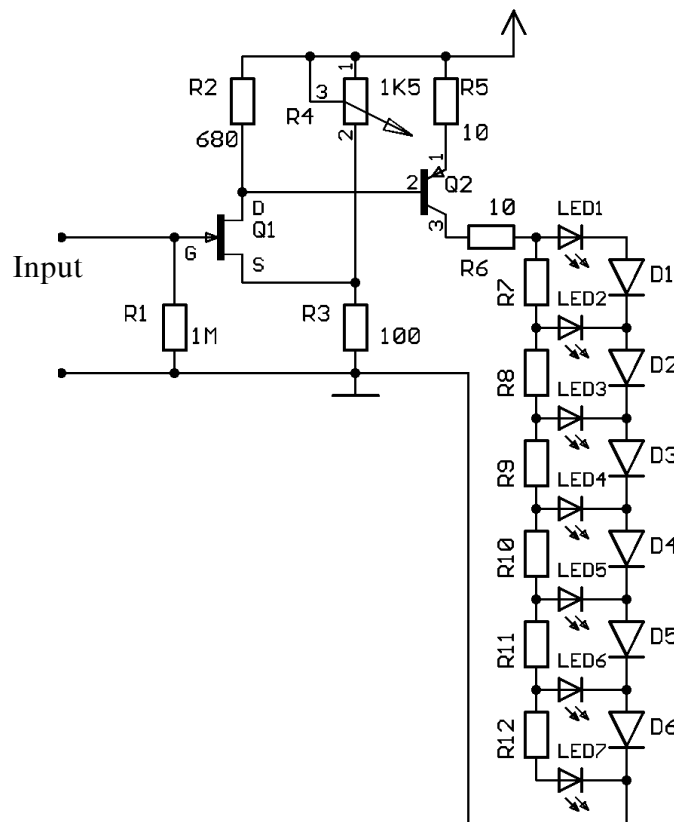 R2
680
1
3
R4
2
1K5
R5
10
1
2
Q2
3
10
R6
LED1
D
Q1
G
S
Input
R1
1M
R3
100
R7
D1
LED2
R8
D2
LED3
R9
D3
LED4
R10
D4
LED5
R11
D5
LED6
R12
D6
LED7